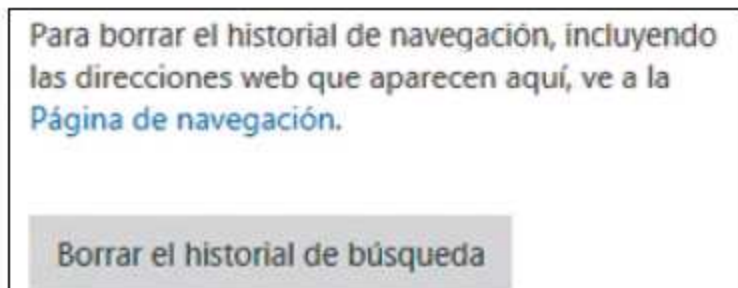 Para borrar el historial de navegación, incluyendo
las direcciones web que aparecen aquí, ve a la
Página de navegación.
Borrar el historial de búsqueda